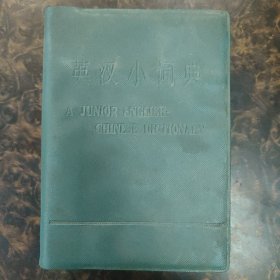 英汉小词典
A JUNIOR ENGLISH-
CHINESE DICTIONARY